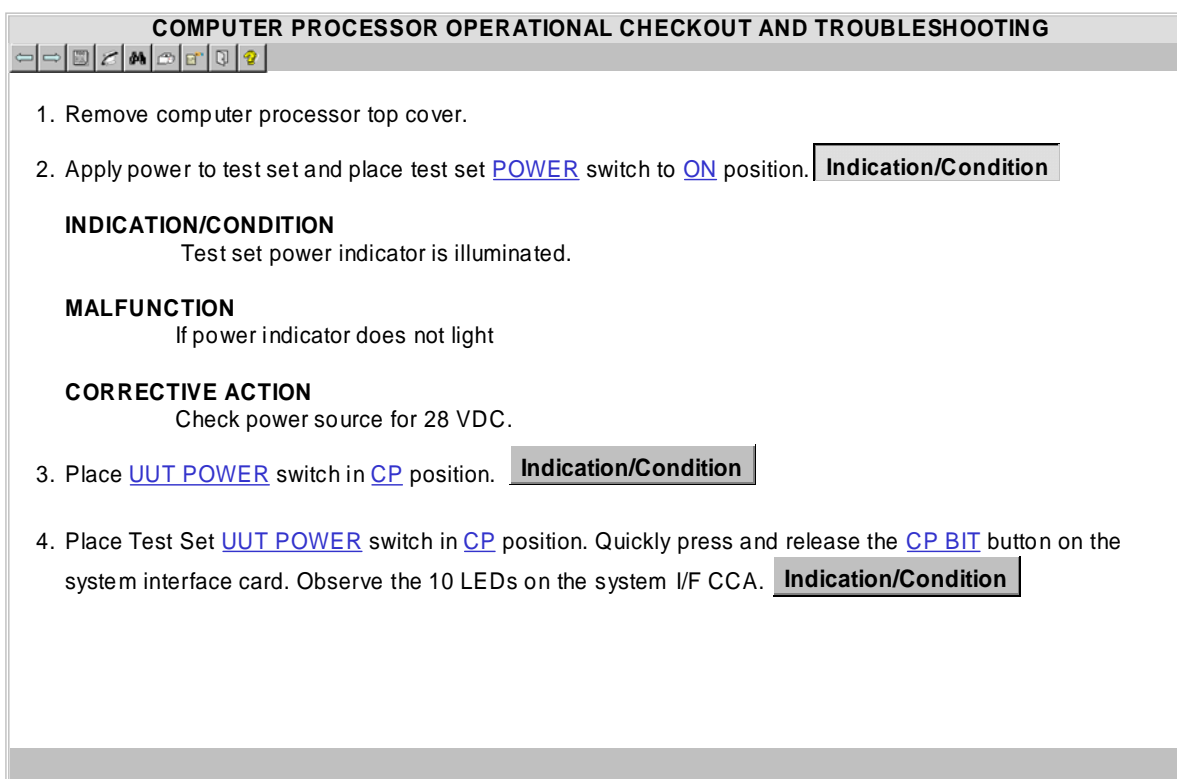 COMPUTER PROCESSOR OPERATIONAL CHECKOUT AND TROUBLESHOOTING
1. Remove computer processor top cover.
2. Apply power to test set and place test set POWER switch to ON position. Indication/Condition
INDICATION/CONDITION
Test set power indicator is illuminated.
MALFUNCTION
If power indicator does not light
CORRECTIVE ACTION
Check power source for 28 VDC.
3. Place UUT POWER switch in CP position. Indication/Condition
4. Place Test Set UUT POWER switch in CP position. Quickly press and release the CP BIT button on the
system interface card. Observe the 10 LEDs on the system I/F CCA. Indication/Condition